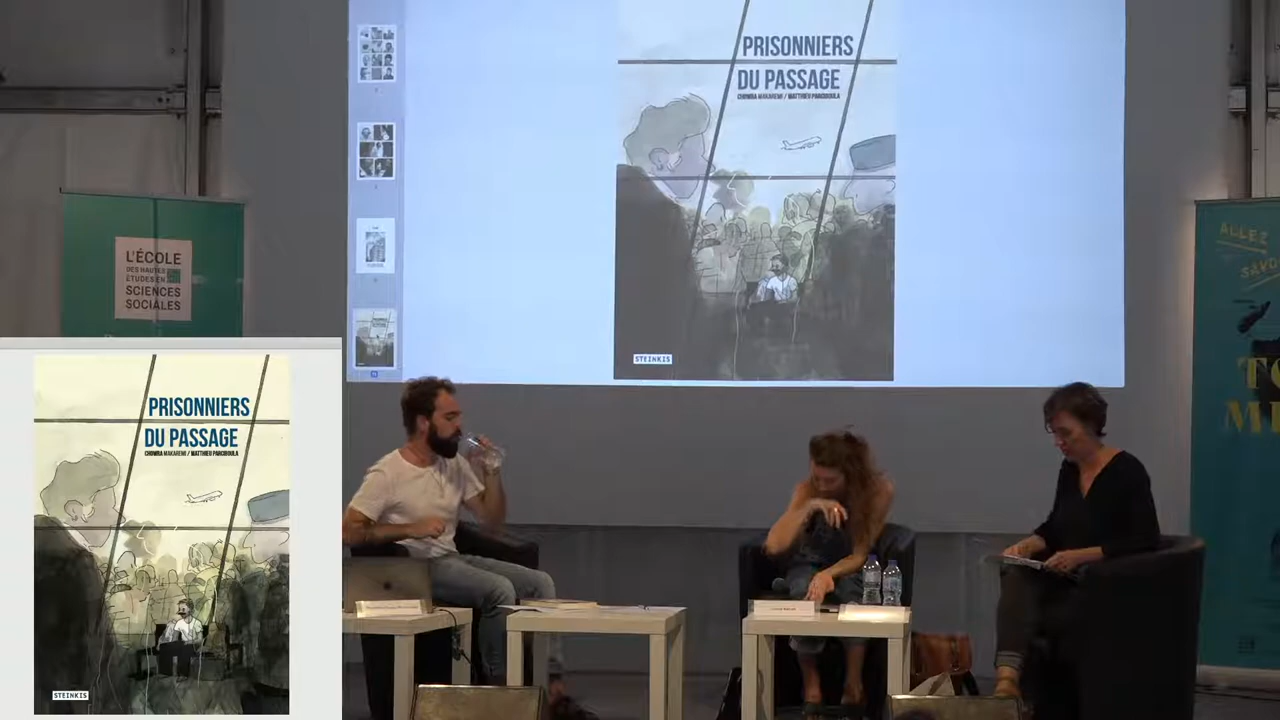 PRISONNIERS
DU PASSAGE
CHOWRA MAKAREMI / MATTHIEU PARCIBOULA
STEINKIS
L'ÉCOLE
DES HAUTES
ÉTUDES EN
SCIENCES
SOCIALES
ALLEZ
SAVO
PRISONNIERS
DU PASSAGE
CHOWRA MAKAREMI / MATTHIEU PARCIBOULA
STEINKIS